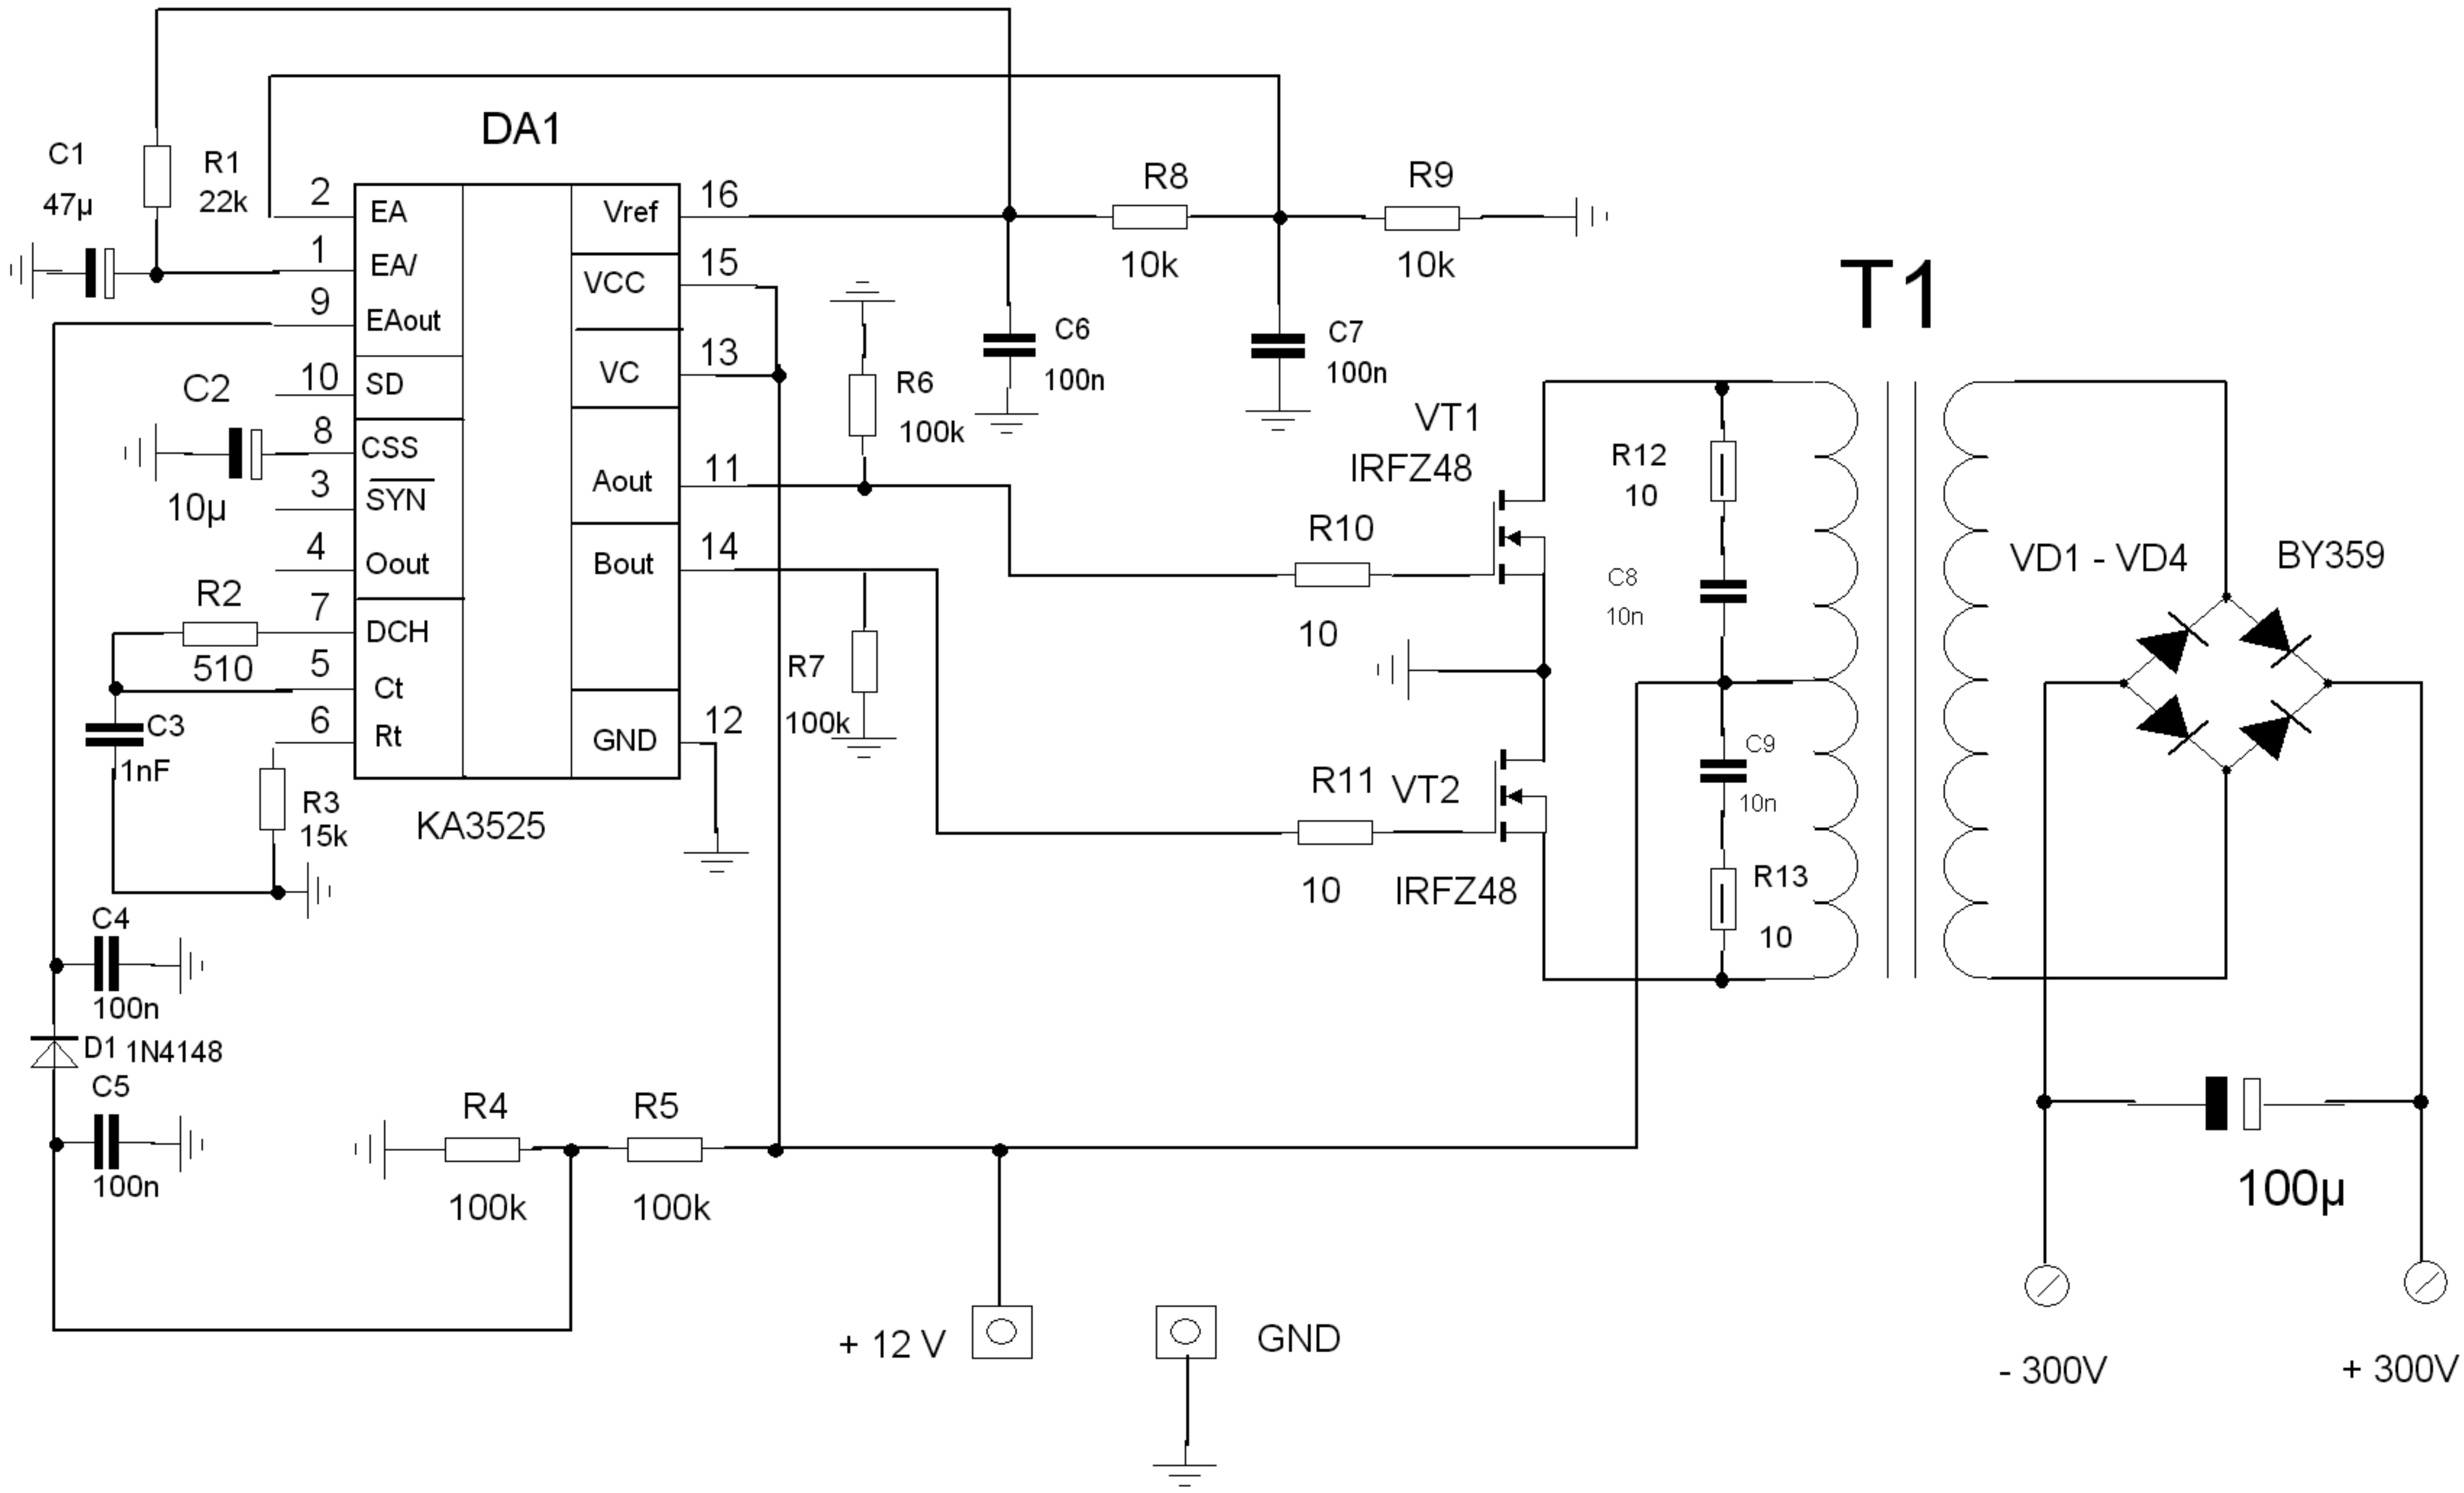 DA1
C1
47µ
R1
22k
2
EA
1
EA/
9
EAout
10
SD
C2
10µ
8
CSS
3
SYN
4
Oout
R2
510
7
DCH
5
Ct
6
Rt
C3
1nF
R3
15k
KA3525
Vref
16
VCC
15
VC
13
Aout
11
Bout
14
GND
12
R8
10k
R9
10k
C6
100n
C7
100n
R6
100k
R7
100k
R10
10
R11
10
VT1
IRFZ48
VT2
IRFZ48
R12
10
C8
10n
C9
10n
R13
10
T1
VD1 - VD4
BY359
C4
100n
D1 1N4148
C5
100n
R4
100k
R5
100k
+ 12 V
GND
100µ
- 300V
+ 300V